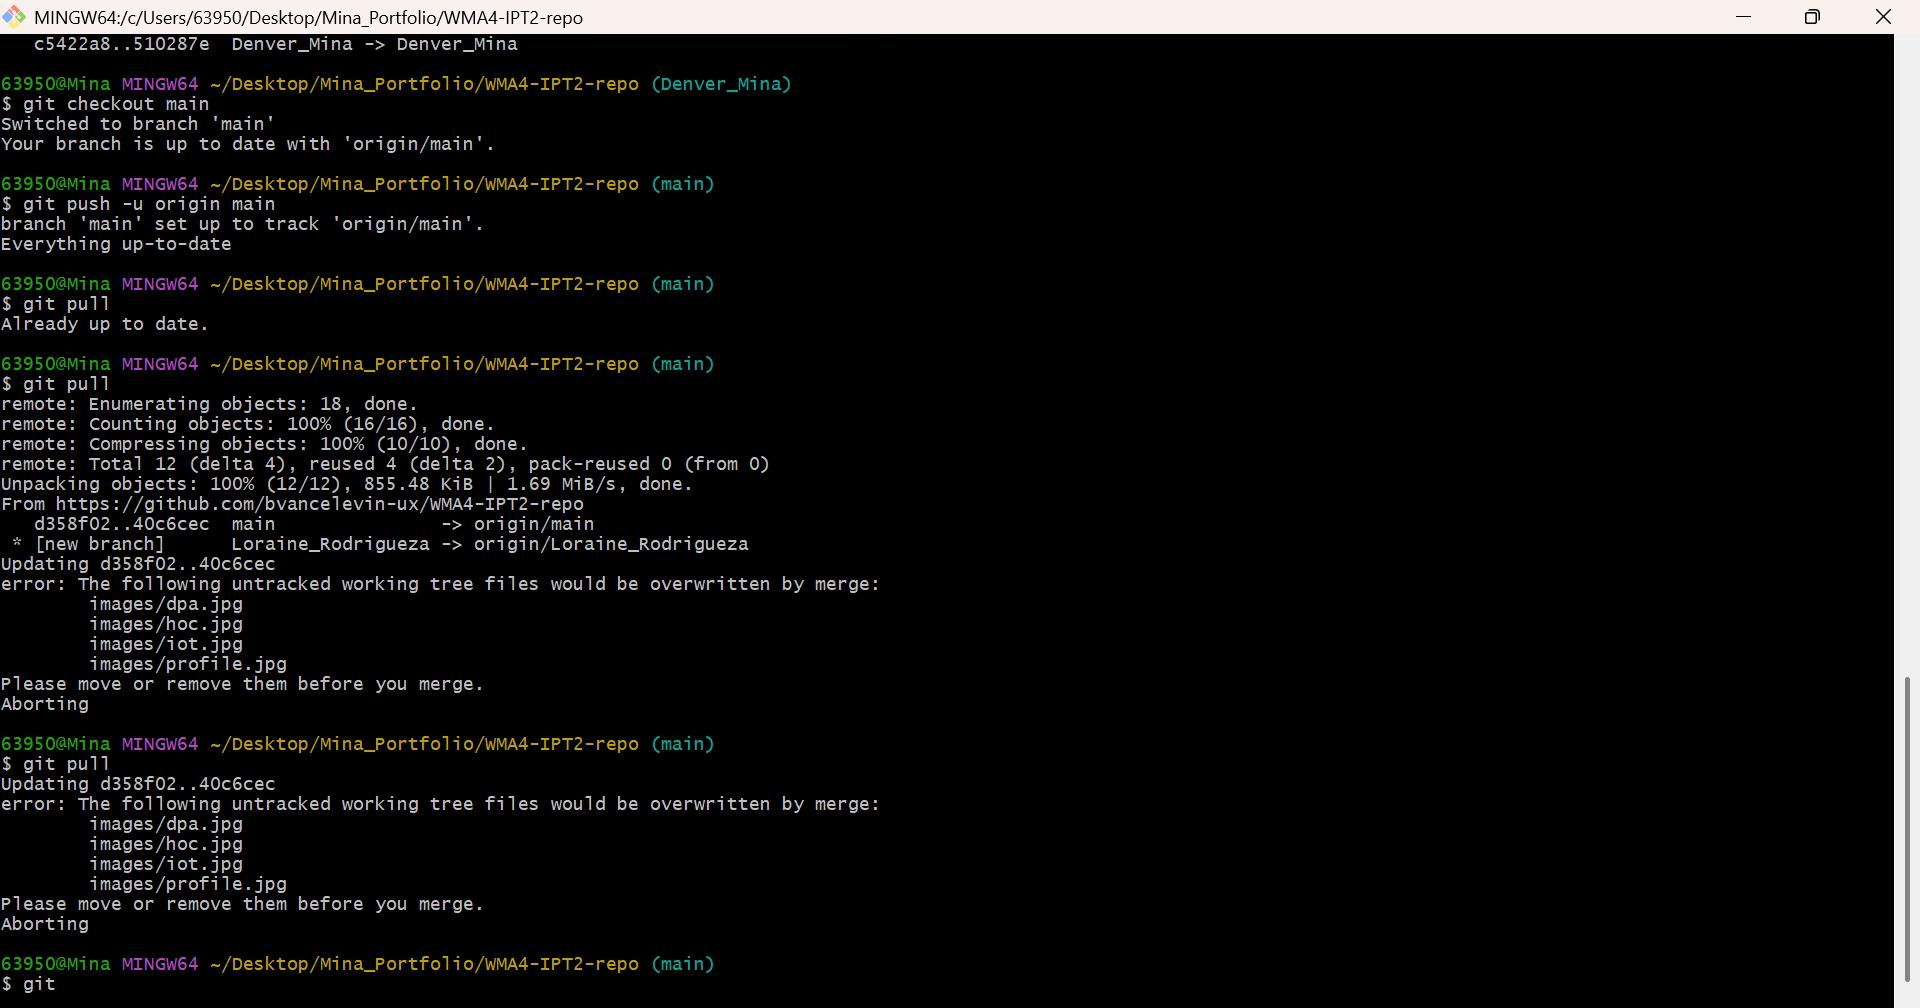 MINGW64:/c/Users/63950/Desktop/Mina_Portfolio/WMA4-IPT2-repo
   c5422a8..510287e  Denver_Mina -> Denver_Mina
63950@Mina MINGW64 ~/Desktop/Mina_Portfolio/WMA4-IPT2-repo (Denver_Mina)
$ git checkout main
Switched to branch 'main'
Your branch is up to date with 'origin/main'.
63950@Mina MINGW64 ~/Desktop/Mina_Portfolio/WMA4-IPT2-repo (main)
$ git push -u origin main
branch 'main' set up to track 'origin/main'.
Everything up-to-date
63950@Mina MINGW64 ~/Desktop/Mina_Portfolio/WMA4-IPT2-repo (main)
$ git pull
Already up to date.
63950@Mina MINGW64 ~/Desktop/Mina_Portfolio/WMA4-IPT2-repo (main)
$ git pull
remote: Enumerating objects: 18, done.
remote: Counting objects: 100% (16/16), done.
remote: Compressing objects: 100% (10/10), done.
remote: Total 12 (delta 4), reused 4 (delta 2), pack-reused 0 (from 0)
Unpacking objects: 100% (12/12), 855.48 KiB | 1.69 MiB/s, done.
From https://github.com/bvancelevin-ux/WMA4-IPT2-repo
   d358f02..40c6cec  main               -> origin/main
 * [new branch]      Loraine_Rodrigueza -> origin/Loraine_Rodrigueza
Updating d358f02..40c6cec
error: The following untracked working tree files would be overwritten by merge:
        images/dpa.jpg
        images/hoc.jpg
        images/iot.jpg
        images/profile.jpg
Please move or remove them before you merge.
Aborting
63950@Mina MINGW64 ~/Desktop/Mina_Portfolio/WMA4-IPT2-repo (main)
$ git pull
Updating d358f02..40c6cec
error: The following untracked working tree files would be overwritten by merge:
        images/dpa.jpg
        images/hoc.jpg
        images/iot.jpg
        images/profile.jpg
Please move or remove them before you merge.
Aborting
63950@Mina MINGW64 ~/Desktop/Mina_Portfolio/WMA4-IPT2-repo (main)
$ git